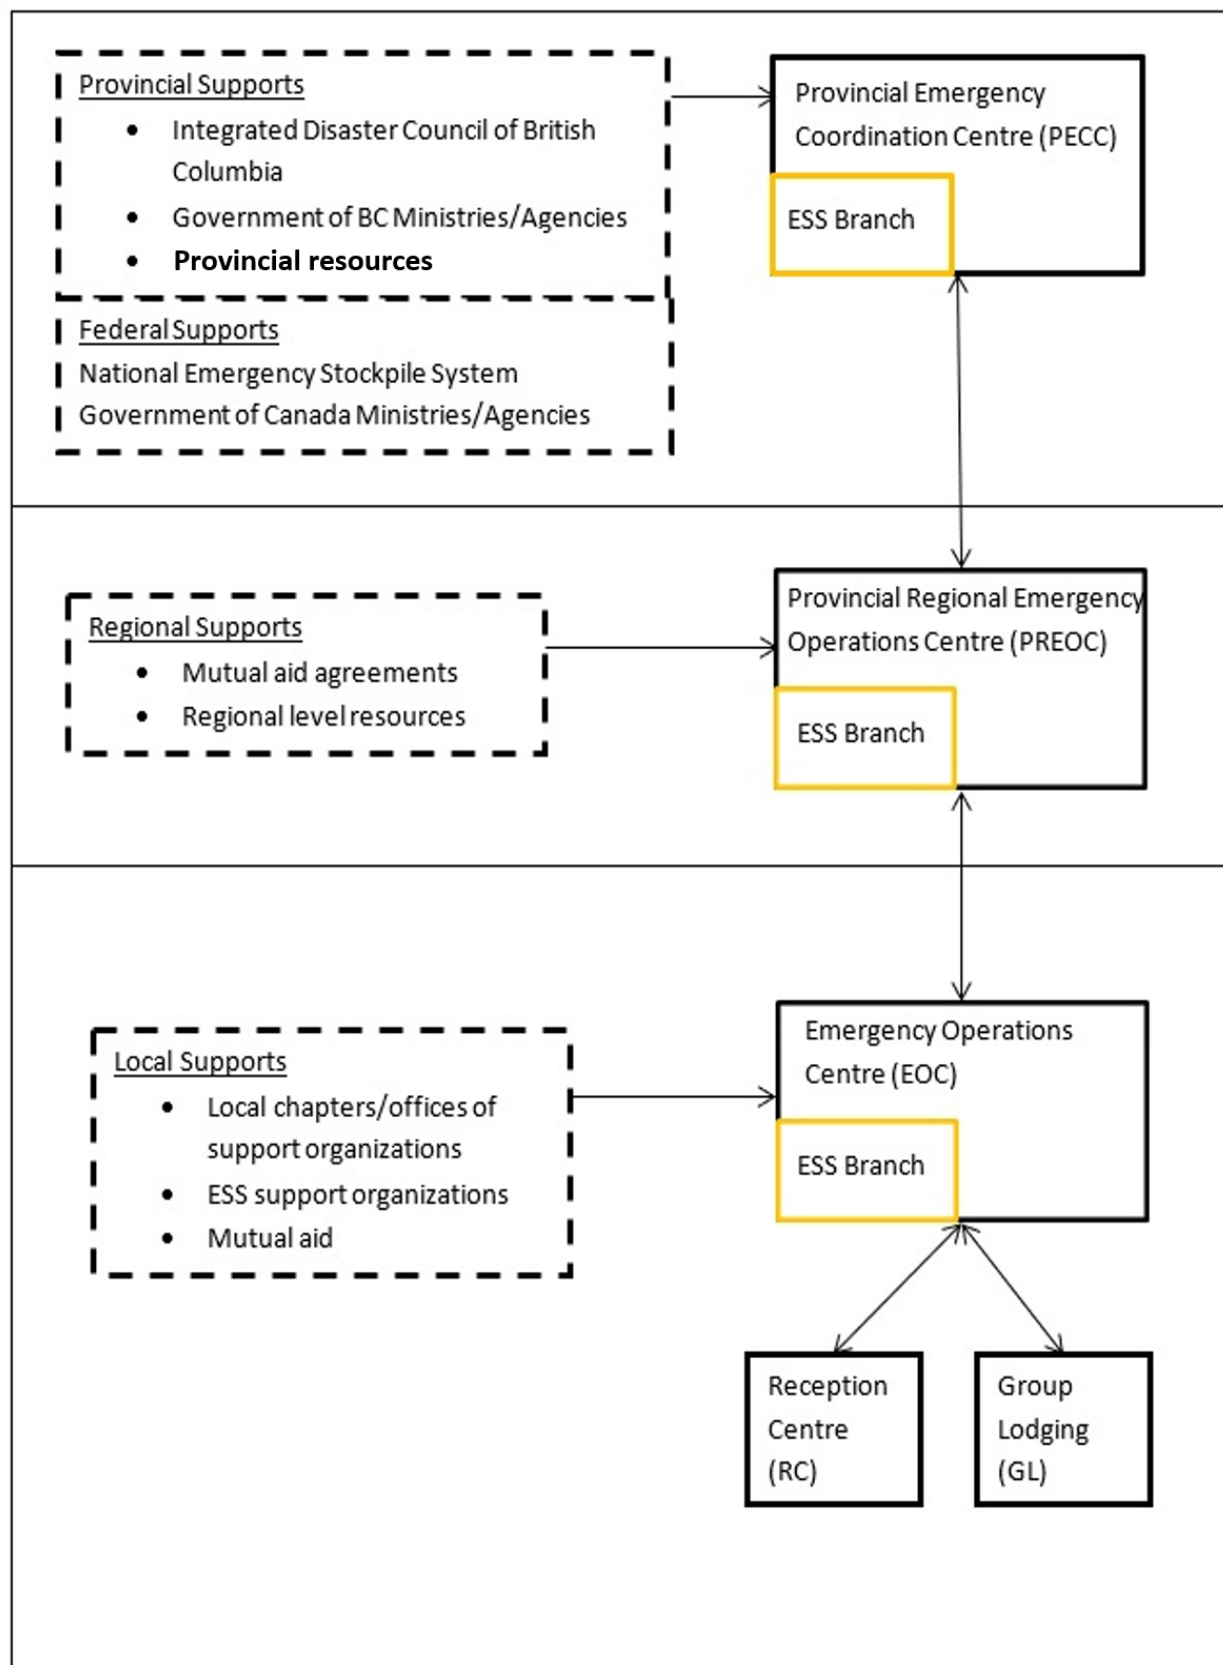 Provincial Supports
• Integrated Disaster Council of British
Columbia
• Government of BC Ministries/Agencies
• Provincial resources
Federal Supports
National Emergency Stockpile System
Government of Canada Ministries/Agencies
Provincial Emergency
Coordination Centre (PECC)
ESS Branch
Regional Supports
• Mutual aid agreements
• Regional level resources
Provincial Regional Emergency
Operations Centre (PREOC)
ESS Branch
Local Supports
• Local chapters/offices of
support organizations
• ESS support organizations
• Mutual aid
Emergency Operations
Centre (EOC)
ESS Branch
Reception
Centre
(RC)
Group
Lodging
(GL)